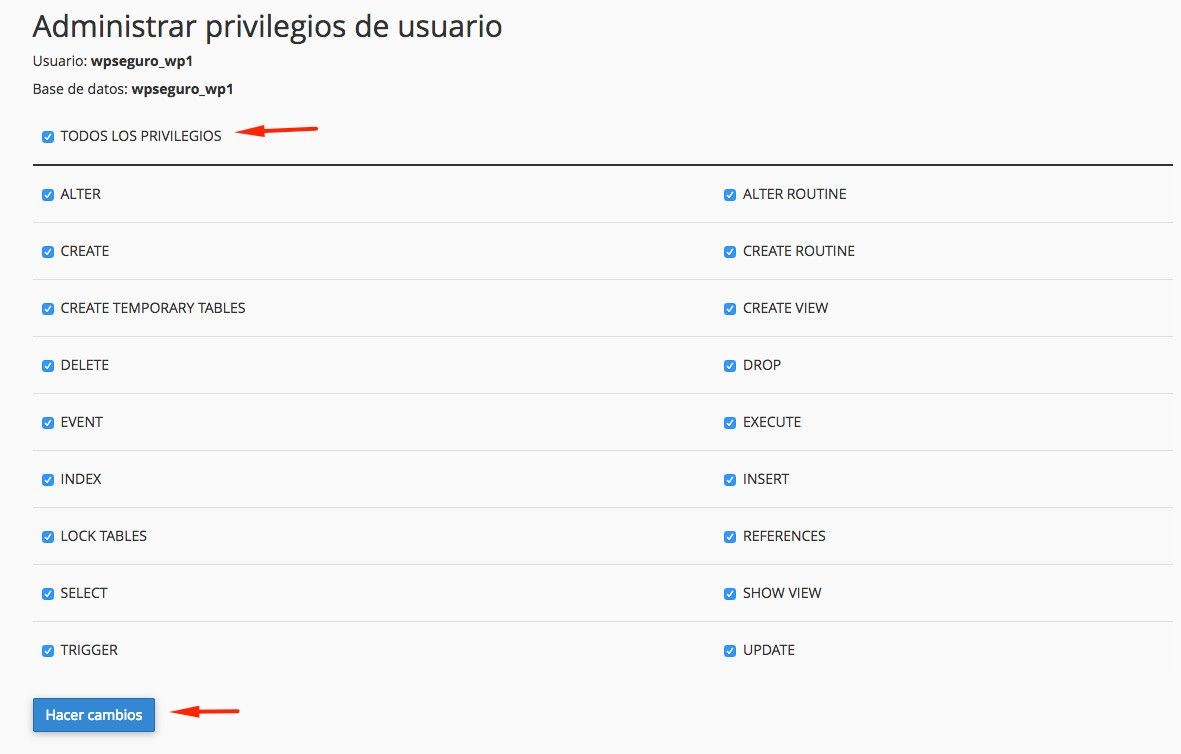 Administrar privilegios de usuario
Usuario: wpseguro_wp1
Base de datos: wpseguro_wp1
TODOS LOS PRIVILEGIOS
ALTER
ALTER ROUTINE
CREATE
CREATE ROUTINE
CREATE TEMPORARY TABLES
CREATE VIEW
DELETE
DROP
EVENT
EXECUTE
INDEX
INSERT
LOCK TABLES
REFERENCES
SELECT
SHOW VIEW
TRIGGER
UPDATE
Hacer cambios